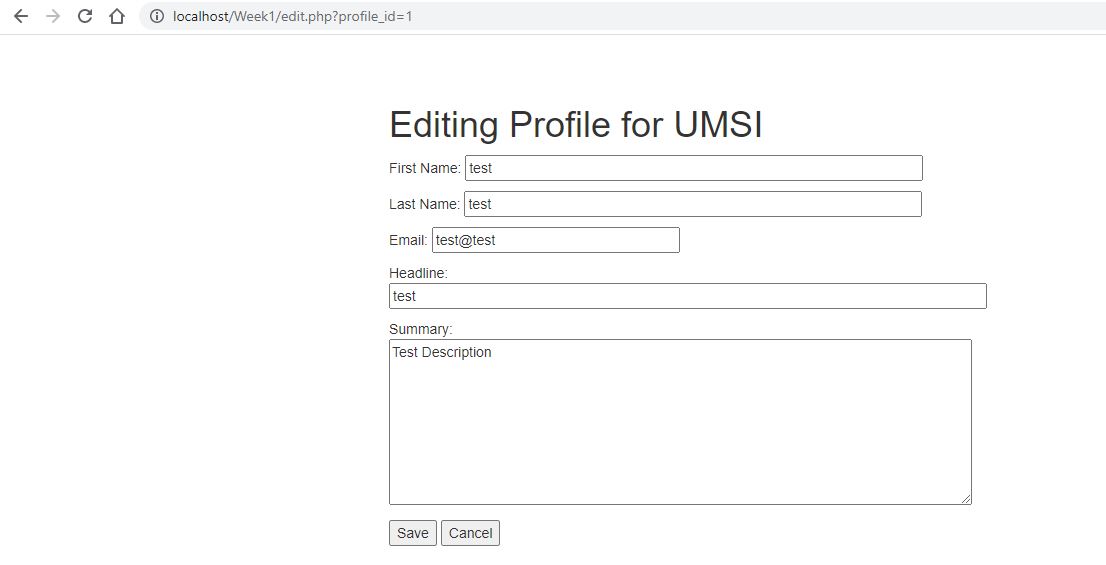 localhost/Week1/edit.php?profile_id=1
Editing Profile for UMSI
First Name: test
Last Name: test
Email: test@test
Headline:
test
Summary:
Test Description
Save Cancel